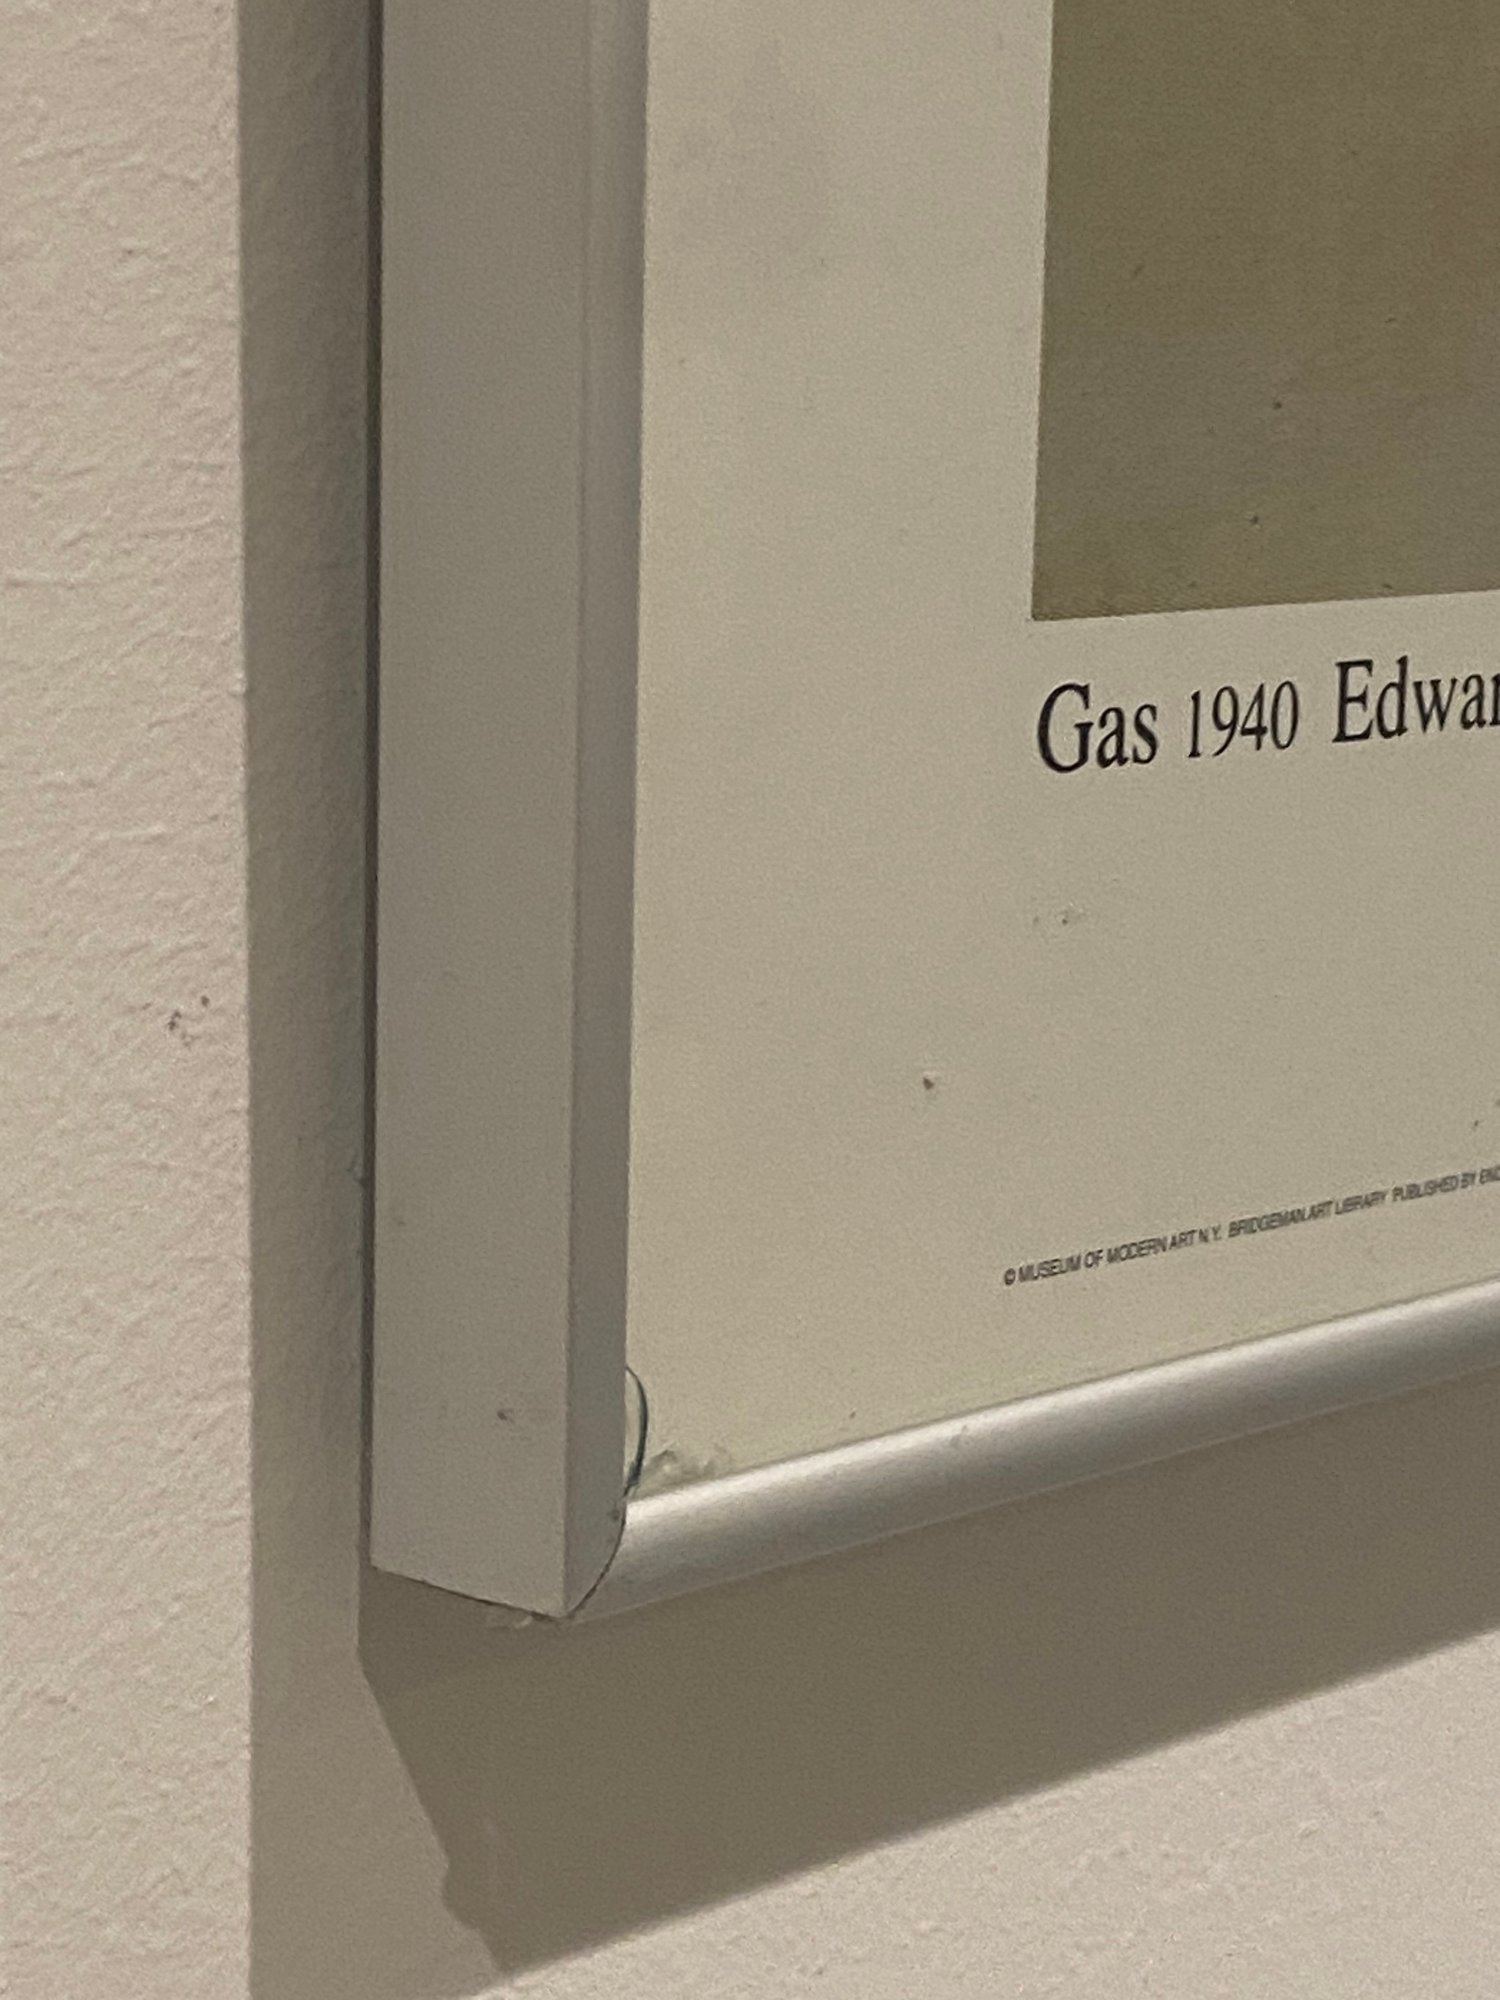 Gas 1940 Edwar
© MUSEUM OF MODERN ART N.Y. BRIDGEMAN ART LIBRARY PUBLISHED BY